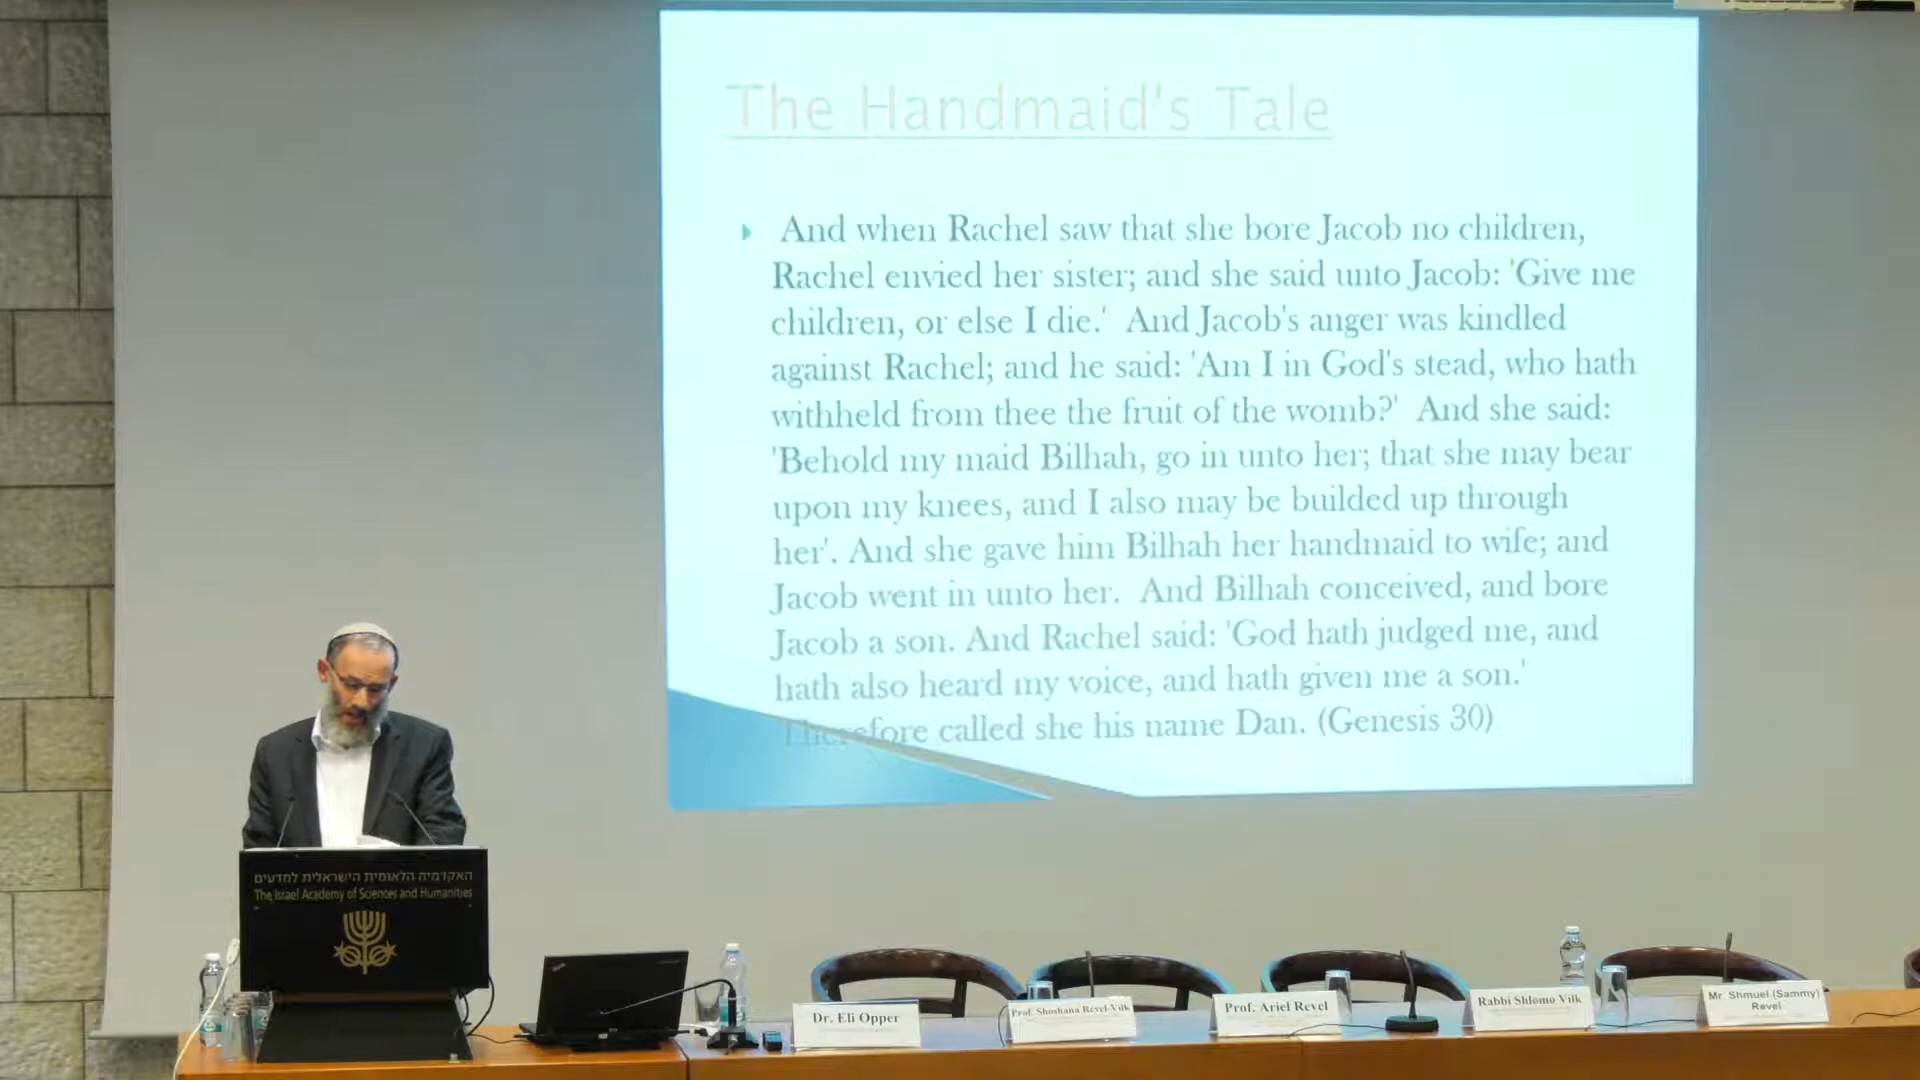 The Handmaid's Tale
And when Rachel saw that she bore Jacob no children,
Rachel envied her sister; and she said unto Jacob: 'Give me
children, or else I die.' And Jacob's anger was kindled
against Rachel; and he said: 'Am I in God's stead, who hath
withheld from thee the fruit of the womb?' And she said:
'Behold my maid Bilhah, go in unto her; that she may bear
upon my knees, and I also may be builded up through
her'. And she gave him Bilhah her handmaid to wife; and
Jacob went in unto her. And Bilhah conceived, and bore
Jacob a son. And Rachel said: 'God hath judged me, and
hath also heard my voice, and hath given me a son.'
Therefore called she his name Dan. (Genesis 30)
האקדמיה הלאומית הישראלית למדעים
The Israel Academy of Sciences and Humanities
Dr. Eli Opper
Prof. Shoshana Revel-Vilk
Prof. Ariel Revel
Rabbi Shlomo Vilk
Mr. Shmuel (Sammy)
Revel